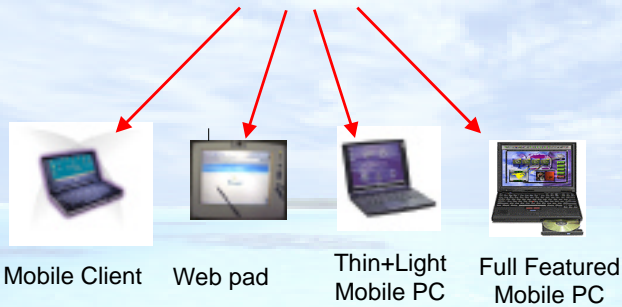 Mobile Client
Web pad
Thin+Light
Mobile PC
Full Featured
Mobile PC